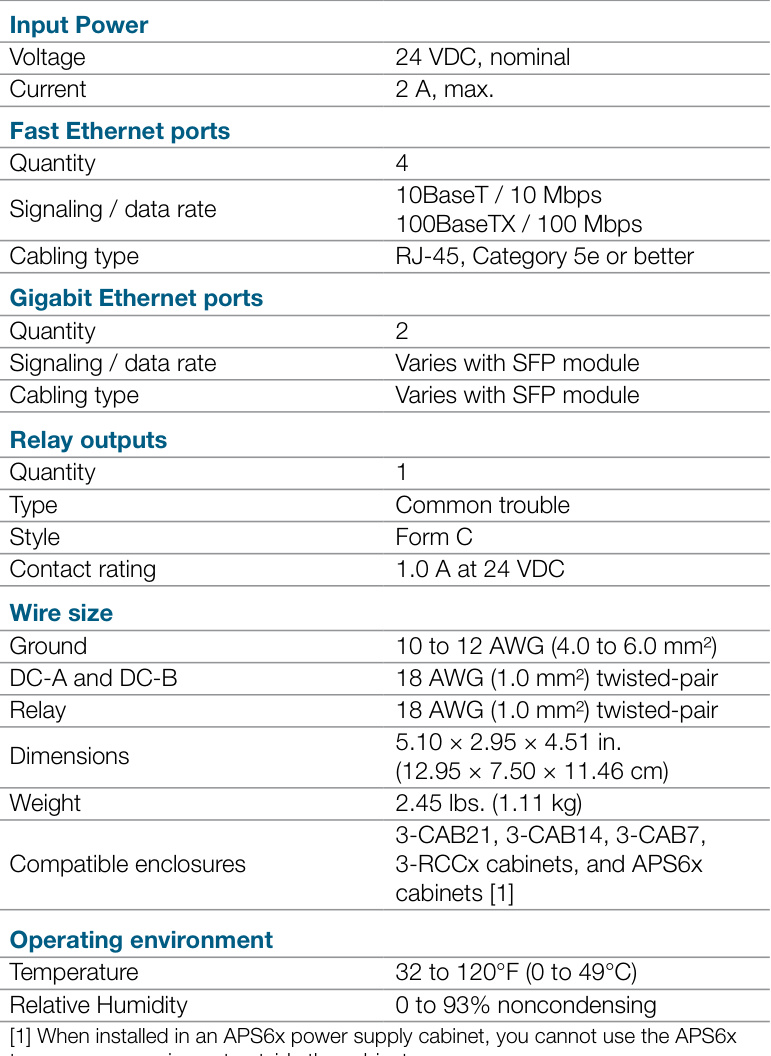 Input Power
Voltage 24 VDC, nominal
Current 2 A, max.
Fast Ethernet ports
Quantity 4
Signaling / data rate 10BaseT / 10 Mbps
100BaseTX / 100 Mbps
Cabling type RJ-45, Category 5e or better
Gigabit Ethernet ports
Quantity 2
Signaling / data rate Varies with SFP module
Cabling type Varies with SFP module
Relay outputs
Quantity 1
Type Common trouble
Style Form C
Contact rating 1.0 A at 24 VDC
Wire size
Ground 10 to 12 AWG (4.0 to 6.0 mm²)
DC-A and DC-B 18 AWG (1.0 mm²) twisted-pair
Relay 18 AWG (1.0 mm²) twisted-pair
Dimensions 5.10 × 2.95 × 4.51 in.
(12.95 × 7.50 × 11.46 cm)
Weight 2.45 lbs. (1.11 kg)
Compatible enclosures 3-CAB21, 3-CAB14, 3-CAB7,
3-RCCx cabinets, and APS6x
cabinets [1]
Operating environment
Temperature 32 to 120°F (0 to 49°C)
Relative Humidity 0 to 93% noncondensing
[1] When installed in an APS6x power supply cabinet, you cannot use the APS6x